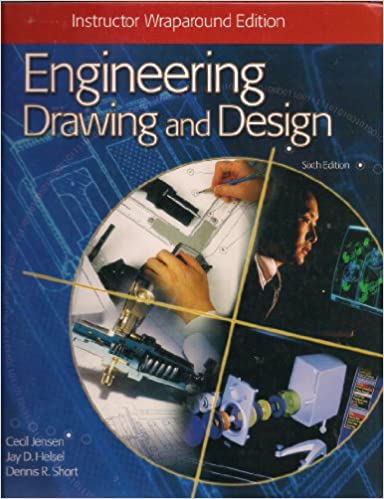 Instructor Wraparound Edition
Engineering
Drawing and Design
Sixth Edition
Cecil Jensen
Jay D. Helsel
Dennis R. Short